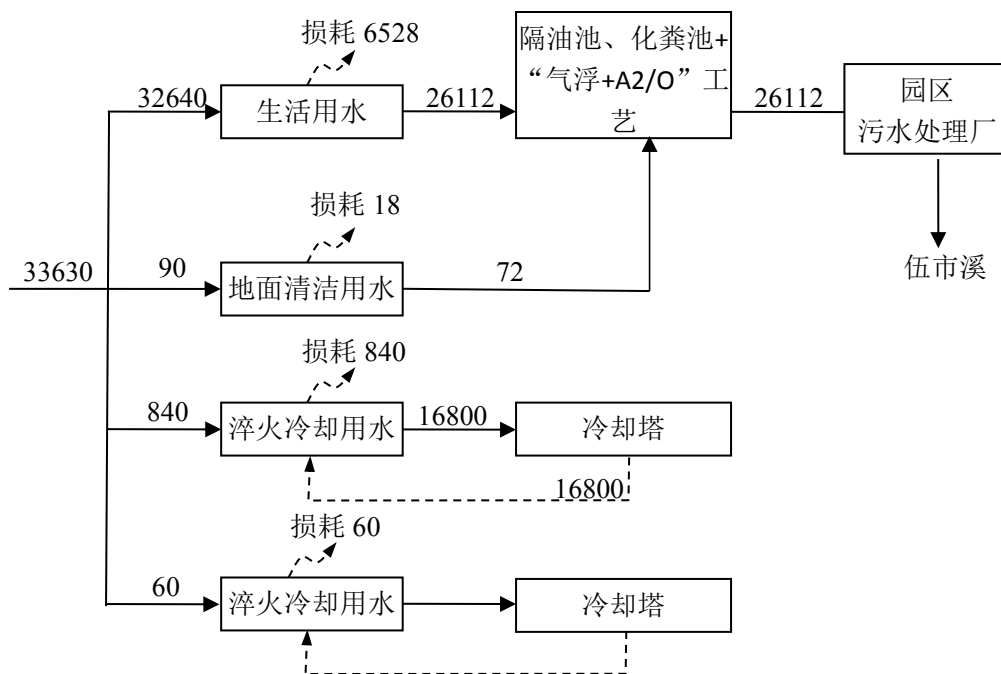 损耗 6528
32640
生活用水
26112
隔油池、化粪池+
“气浮+A2/O”工
艺
26112
园区
污水处理厂
伍市溪
损耗 18
33630
90
地面清洁用水
72
损耗 840
840
淬火冷却用水
16800
冷却塔
16800
损耗 60
60
淬火冷却用水
冷却塔